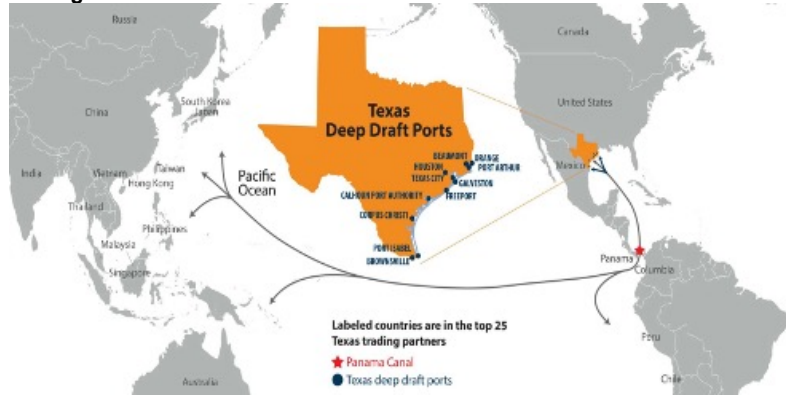 Russia
Canada
China
South Korea
Japan
United States
Texas
Deep Draft Ports
BEAUMONT
ORANGE
PORT ARTHUR
HOUSTON
TEXAS CITY
GALVESTON
FREEPORT
CALHOUN PORT AUTHORITY
CORPUS CHRISTI
PORT ISABEL
BROWNSVILLE
Mexico
India
Vietnam
Taiwan
Hong Kong
Pacific
Ocean
Thailand
Philippines
Malaysia
Singapore
Panama
Columbia
Peru
Chile
Australia
Labeled countries are in the top 25
Texas trading partners
Panama Canal
Texas deep draft ports